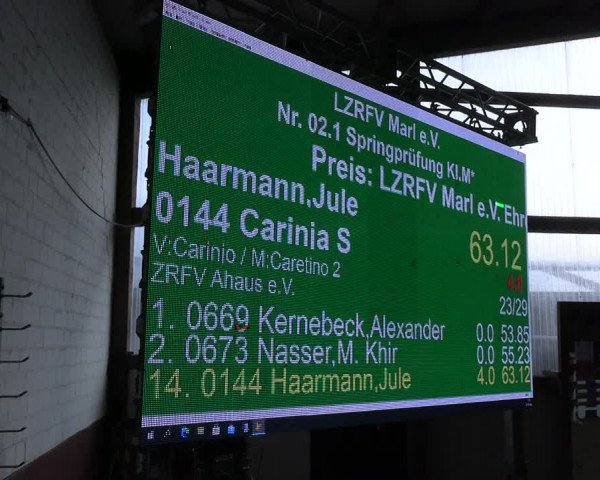 LZRFV Marl e.V.
Nr. 02.1 Springprüfung Kl.M*
Preis: LZRFV Marl e.V. Ehr
Haarmann,Jule
0144 Carinia S
63.12
V:Carinio / M:Caretino 2
4.0
ZRFV Ahaus e.V.
23/29
1. 0669 Kernebeck,Alexander 0.0 53.85
2. 0673 Nasser,M. Khir 0.0 55.23
14. 0144 Haarmann,Jule 4.0 63.12